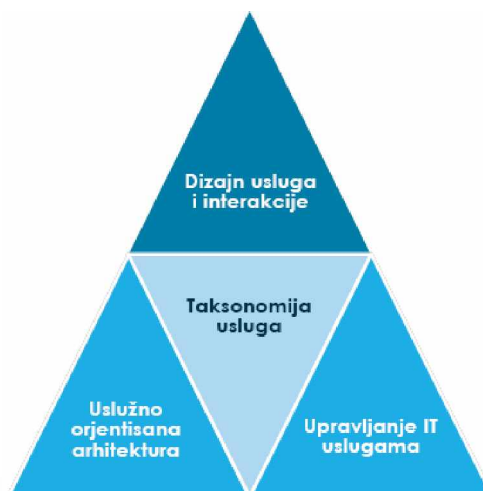 Dizajn usluga
i interakcije
Taksonomija
usluga
Uslužno
orjentisana
arhitektura
Upravljanje IT
uslugama